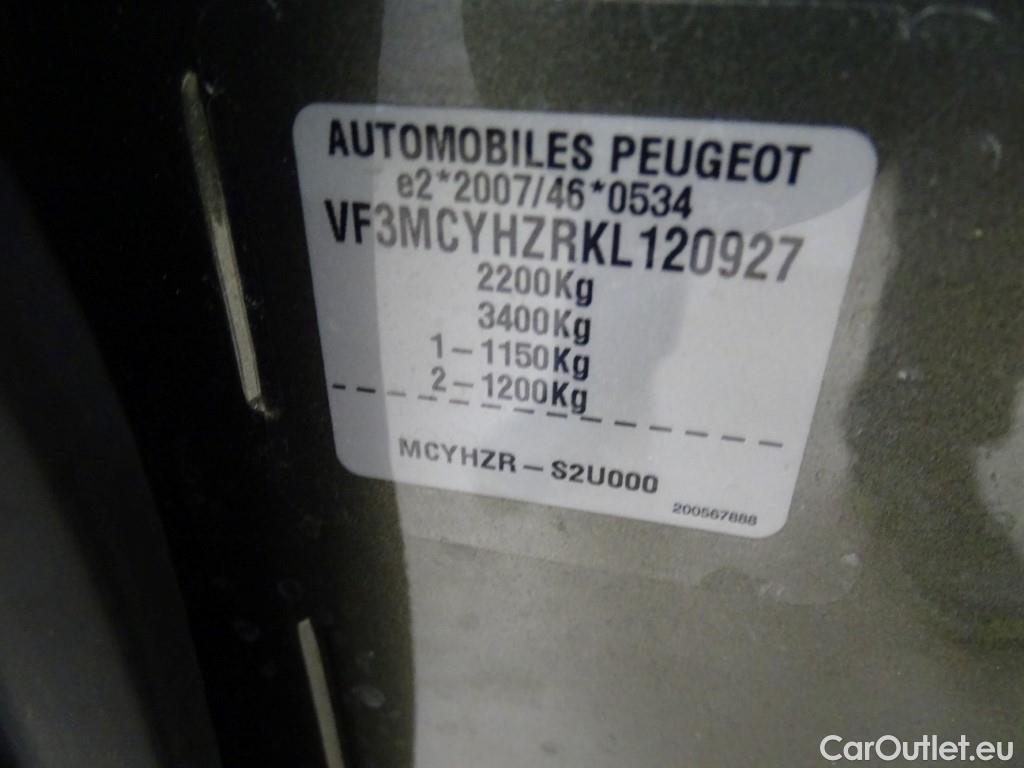 AUTOMOBILES PEUGEOT
e2*2007/46*0534
VF3MCYHZRKL120927
2200Kg
3400Kg
1-1150Kg
2-1200Kg
MCYHZR-S2U000
200567888
CarOutlet.eu